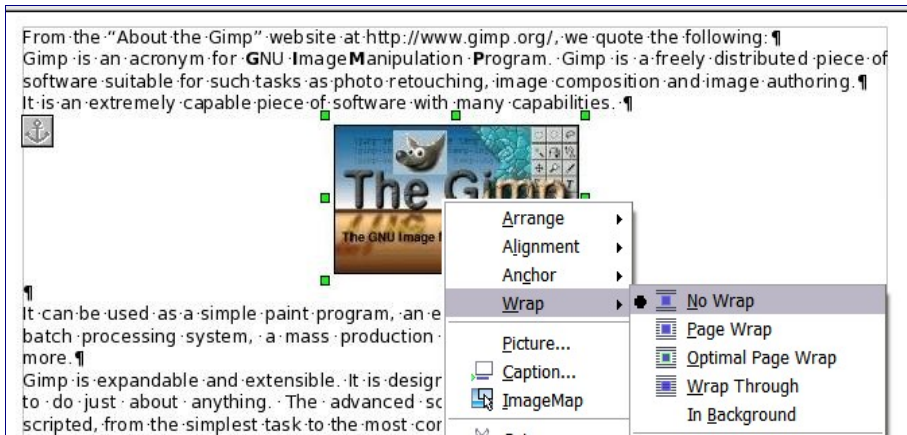 From the “About the Gimp” website at http://www.gimp.org/, we quote the following: ¶
Gimp is an acronym for GNU Image Manipulation Program. Gimp is a freely distributed piece of
software suitable for such tasks as photo retouching, image composition and image authoring. ¶
It is an extremely capable piece of software with many capabilities. ¶
The Gimp
The GNU Image
Arrange
Alignment
Anchor
Wrap
No Wrap
Page Wrap
Optimal Page Wrap
Wrap Through
In Background
Picture...
Caption...
ImageMap
¶
It can be used as a simple paint program, an e
batch processing system, a mass production
more. ¶
Gimp is expandable and extensible. It is desigr
to do just about anything. The advanced sc
scripted, from the simplest task to the most cor